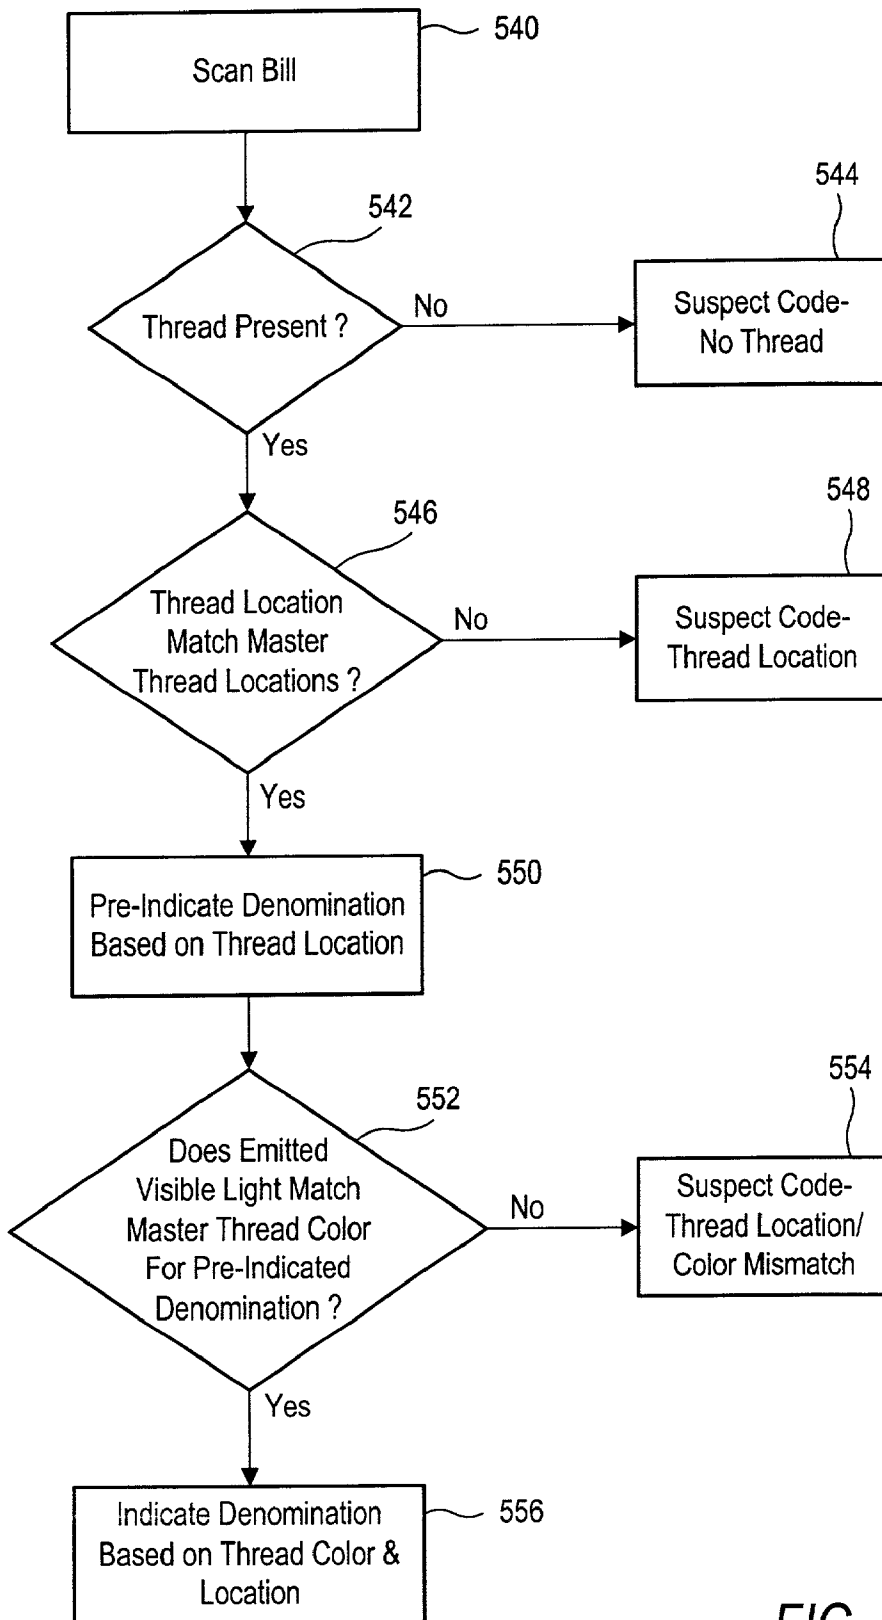 540
Scan Bill
544
542
Thread Present ?
No
Suspect Code-
No Thread
Yes
548
546
Thread Location
Match Master
Thread Locations ?
No
Suspect Code-
Thread Location
Yes
550
Pre-Indicate Denomination
Based on Thread Location
554
552
Does Emitted
Visible Light Match
Master Thread Color
For Pre-Indicated
Denomination ?
No
Suspect Code-
Thread Location/
Color Mismatch
Yes
556
Indicate Denomination
Based on Thread Color &
Location
FIG